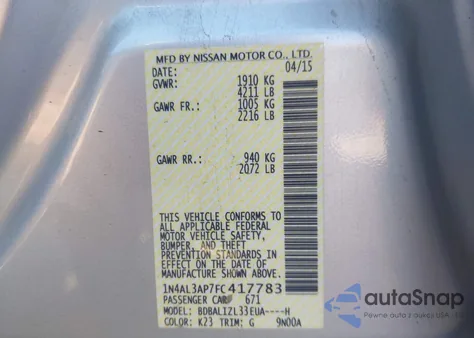 MFD BY NISSAN MOTOR CO., LTD.
DATE: 04/15
GVWR: 1910 KG
4211 LB
GAWR FR.: 1005 KG
2216 LB
GAWR RR.: 940 KG
2072 LB
THIS VEHICLE CONFORMS TO
ALL APPLICABLE FEDERAL
MOTOR VEHICLE SAFETY,
BUMPER, AND THEFT
PREVENTION STANDARDS IN
EFFECT ON THE DATE OF
MANUFACTURE SHOWN ABOVE.
1N4AL3AP7FC417783
PASSENGER CAR 671
MODEL: BDBALIZL33EUA----H
COLOR: K23 TRIM: G 9N00A
autoSnap
Pewne auto z USA